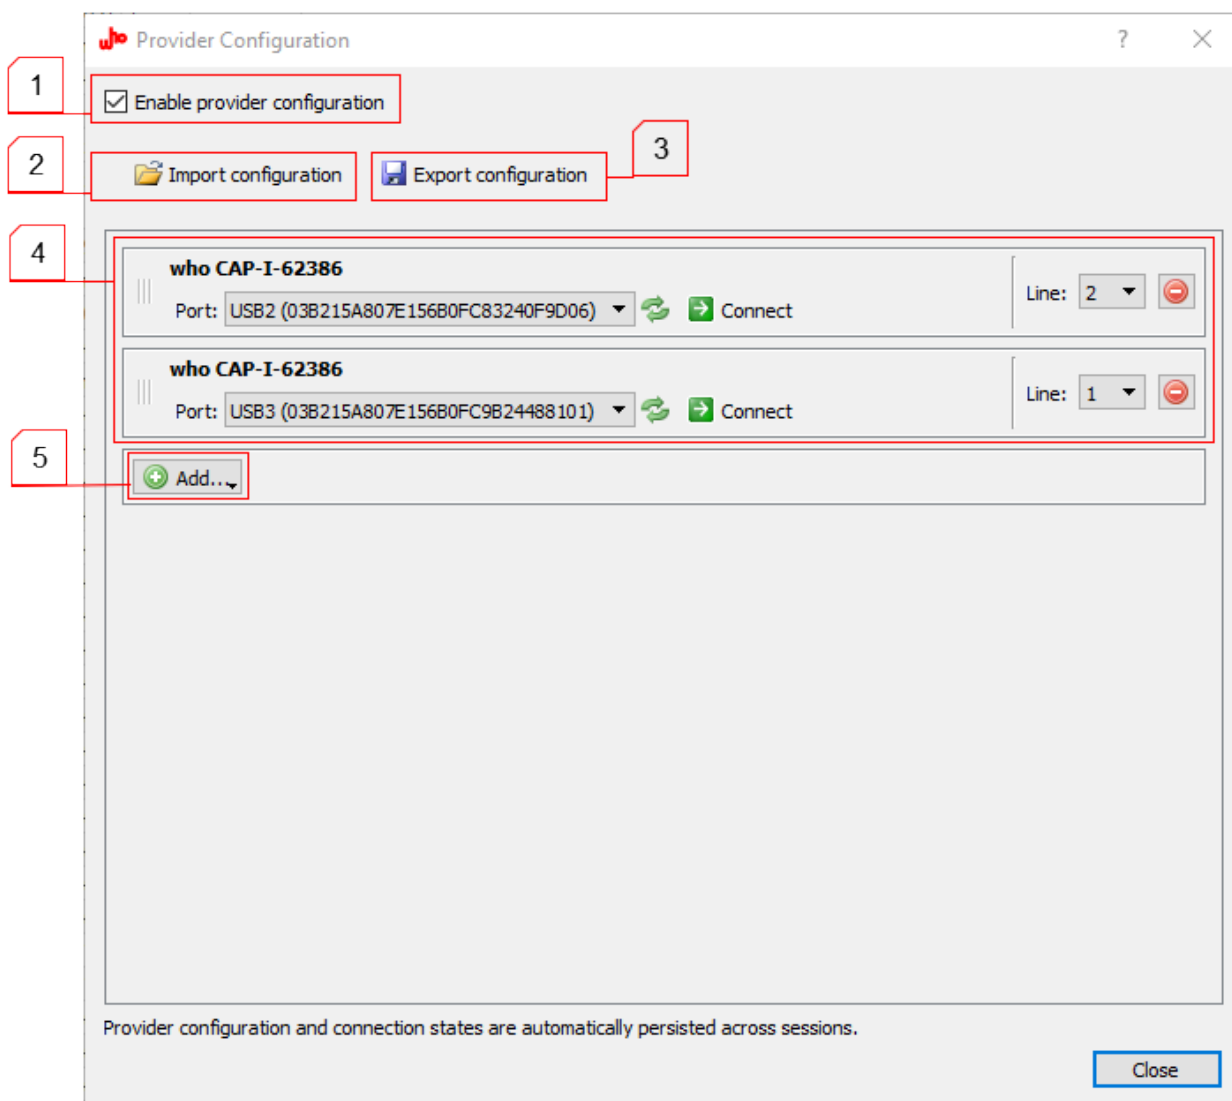 who Provider Configuration ?
1
Enable provider configuration
2
Import configuration
Export configuration
3
4
who CAP-I-62386
Port: USB2 (03B215A807E156B0FC83240F9D06) Connect
Line: 2
who CAP-I-62386
Port: USB3 (03B215A807E156B0FC9B24488101) Connect
Line: 1
5
Add...
Provider configuration and connection states are automatically persisted across sessions.
Close